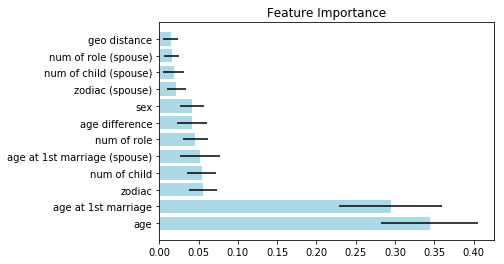 Feature Importance
geo distance
num of role (spouse)
num of child (spouse)
zodiac (spouse)
sex
age difference
num of role
age at 1st marriage (spouse)
num of child
zodiac
age at 1st marriage
age
0.00 0.05 0.10 0.15 0.20 0.25 0.30 0.35 0.40